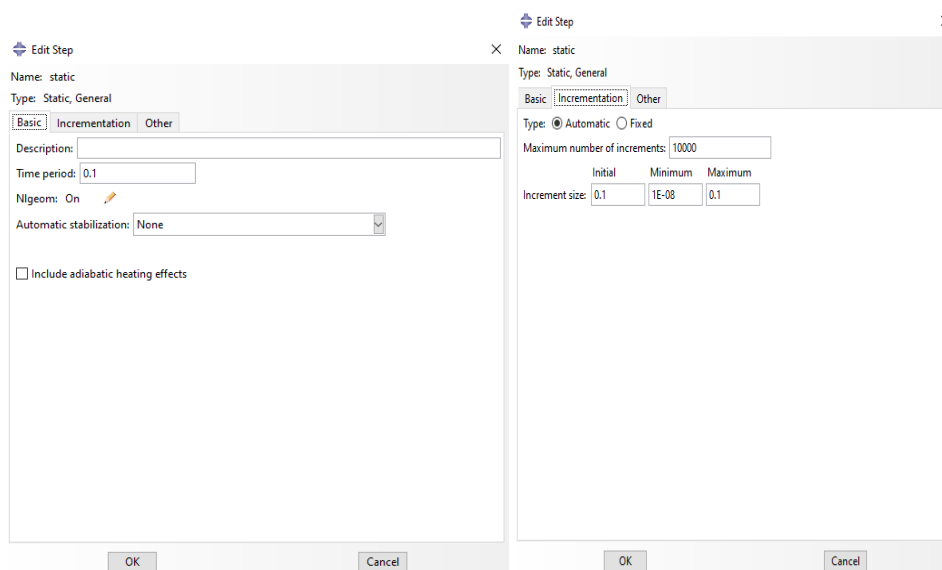 Edit Step
Name: static
Type: Static, General
Basic Incrementation Other
Description:
Time period: 0.1
Nlgeom: On
Automatic stabilization: None
Include adiabatic heating effects
OK Cancel
Edit Step
Name: static
Type: Static, General
Basic Incrementation Other
Type: Automatic Fixed
Maximum number of increments: 10000
Initial Minimum Maximum
Increment size: 0.1 1E-08 0.1
OK Cancel